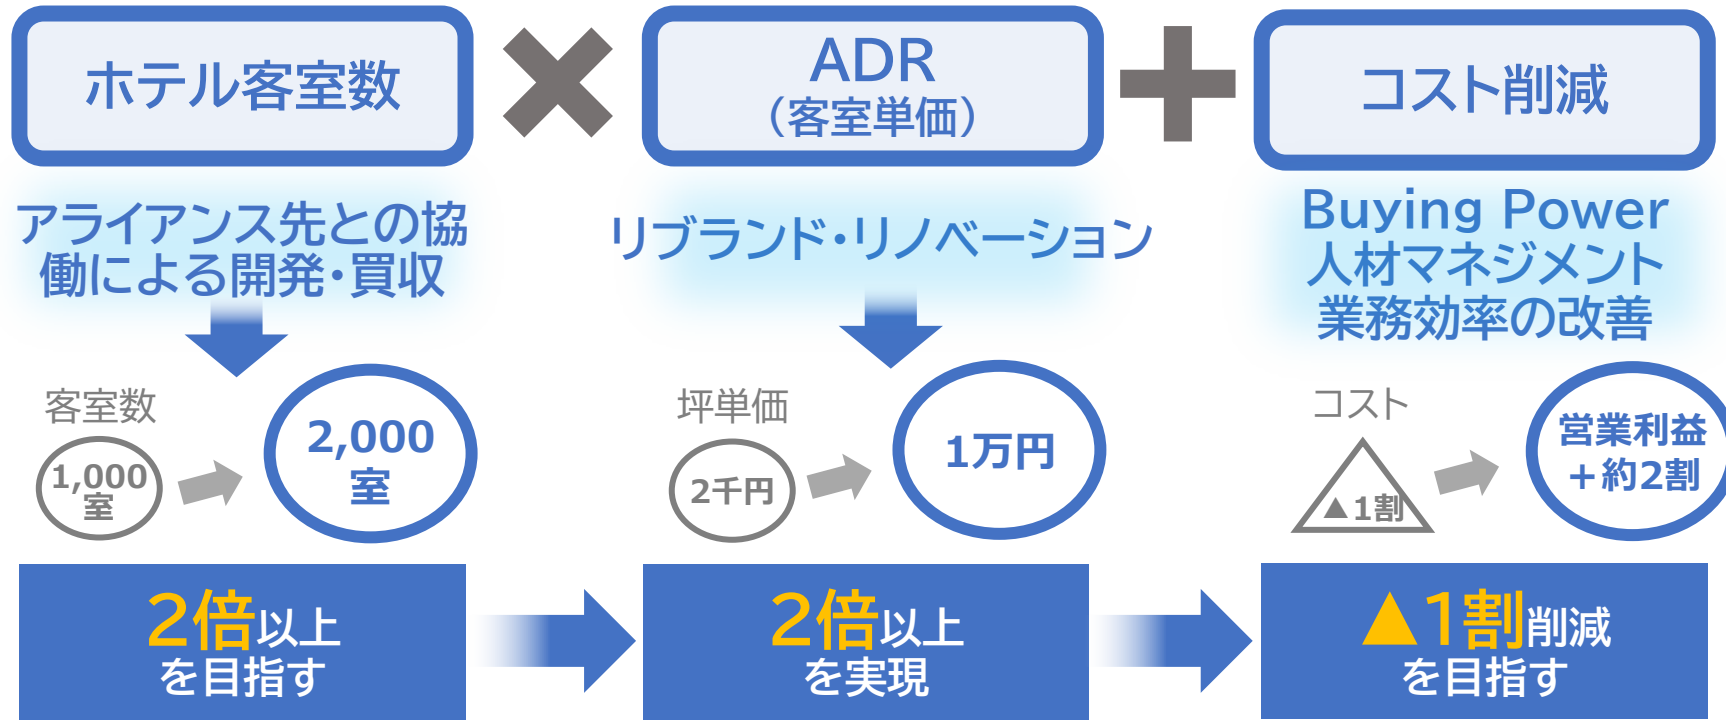 ホテル客室数
ADR
（客室単価）
コスト削減
アライアンス先との協
働による開発・買収
リブランド・リノベーション
Buying Power
人材マネジメント
業務効率の改善
客室数
1,000
室
2,000
室
坪単価
2千円
1万円
コスト
▲1割
営業利益
＋約2割
2倍以上
を目指す
2倍以上
を実現
▲1割削減
を目指す